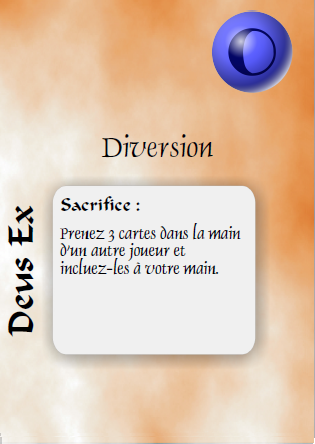 Diversion
Deus Ex
Sacrifice :
Prenez 3 cartes dans la main
d'un autre joueur et
incluez-les à votre main.